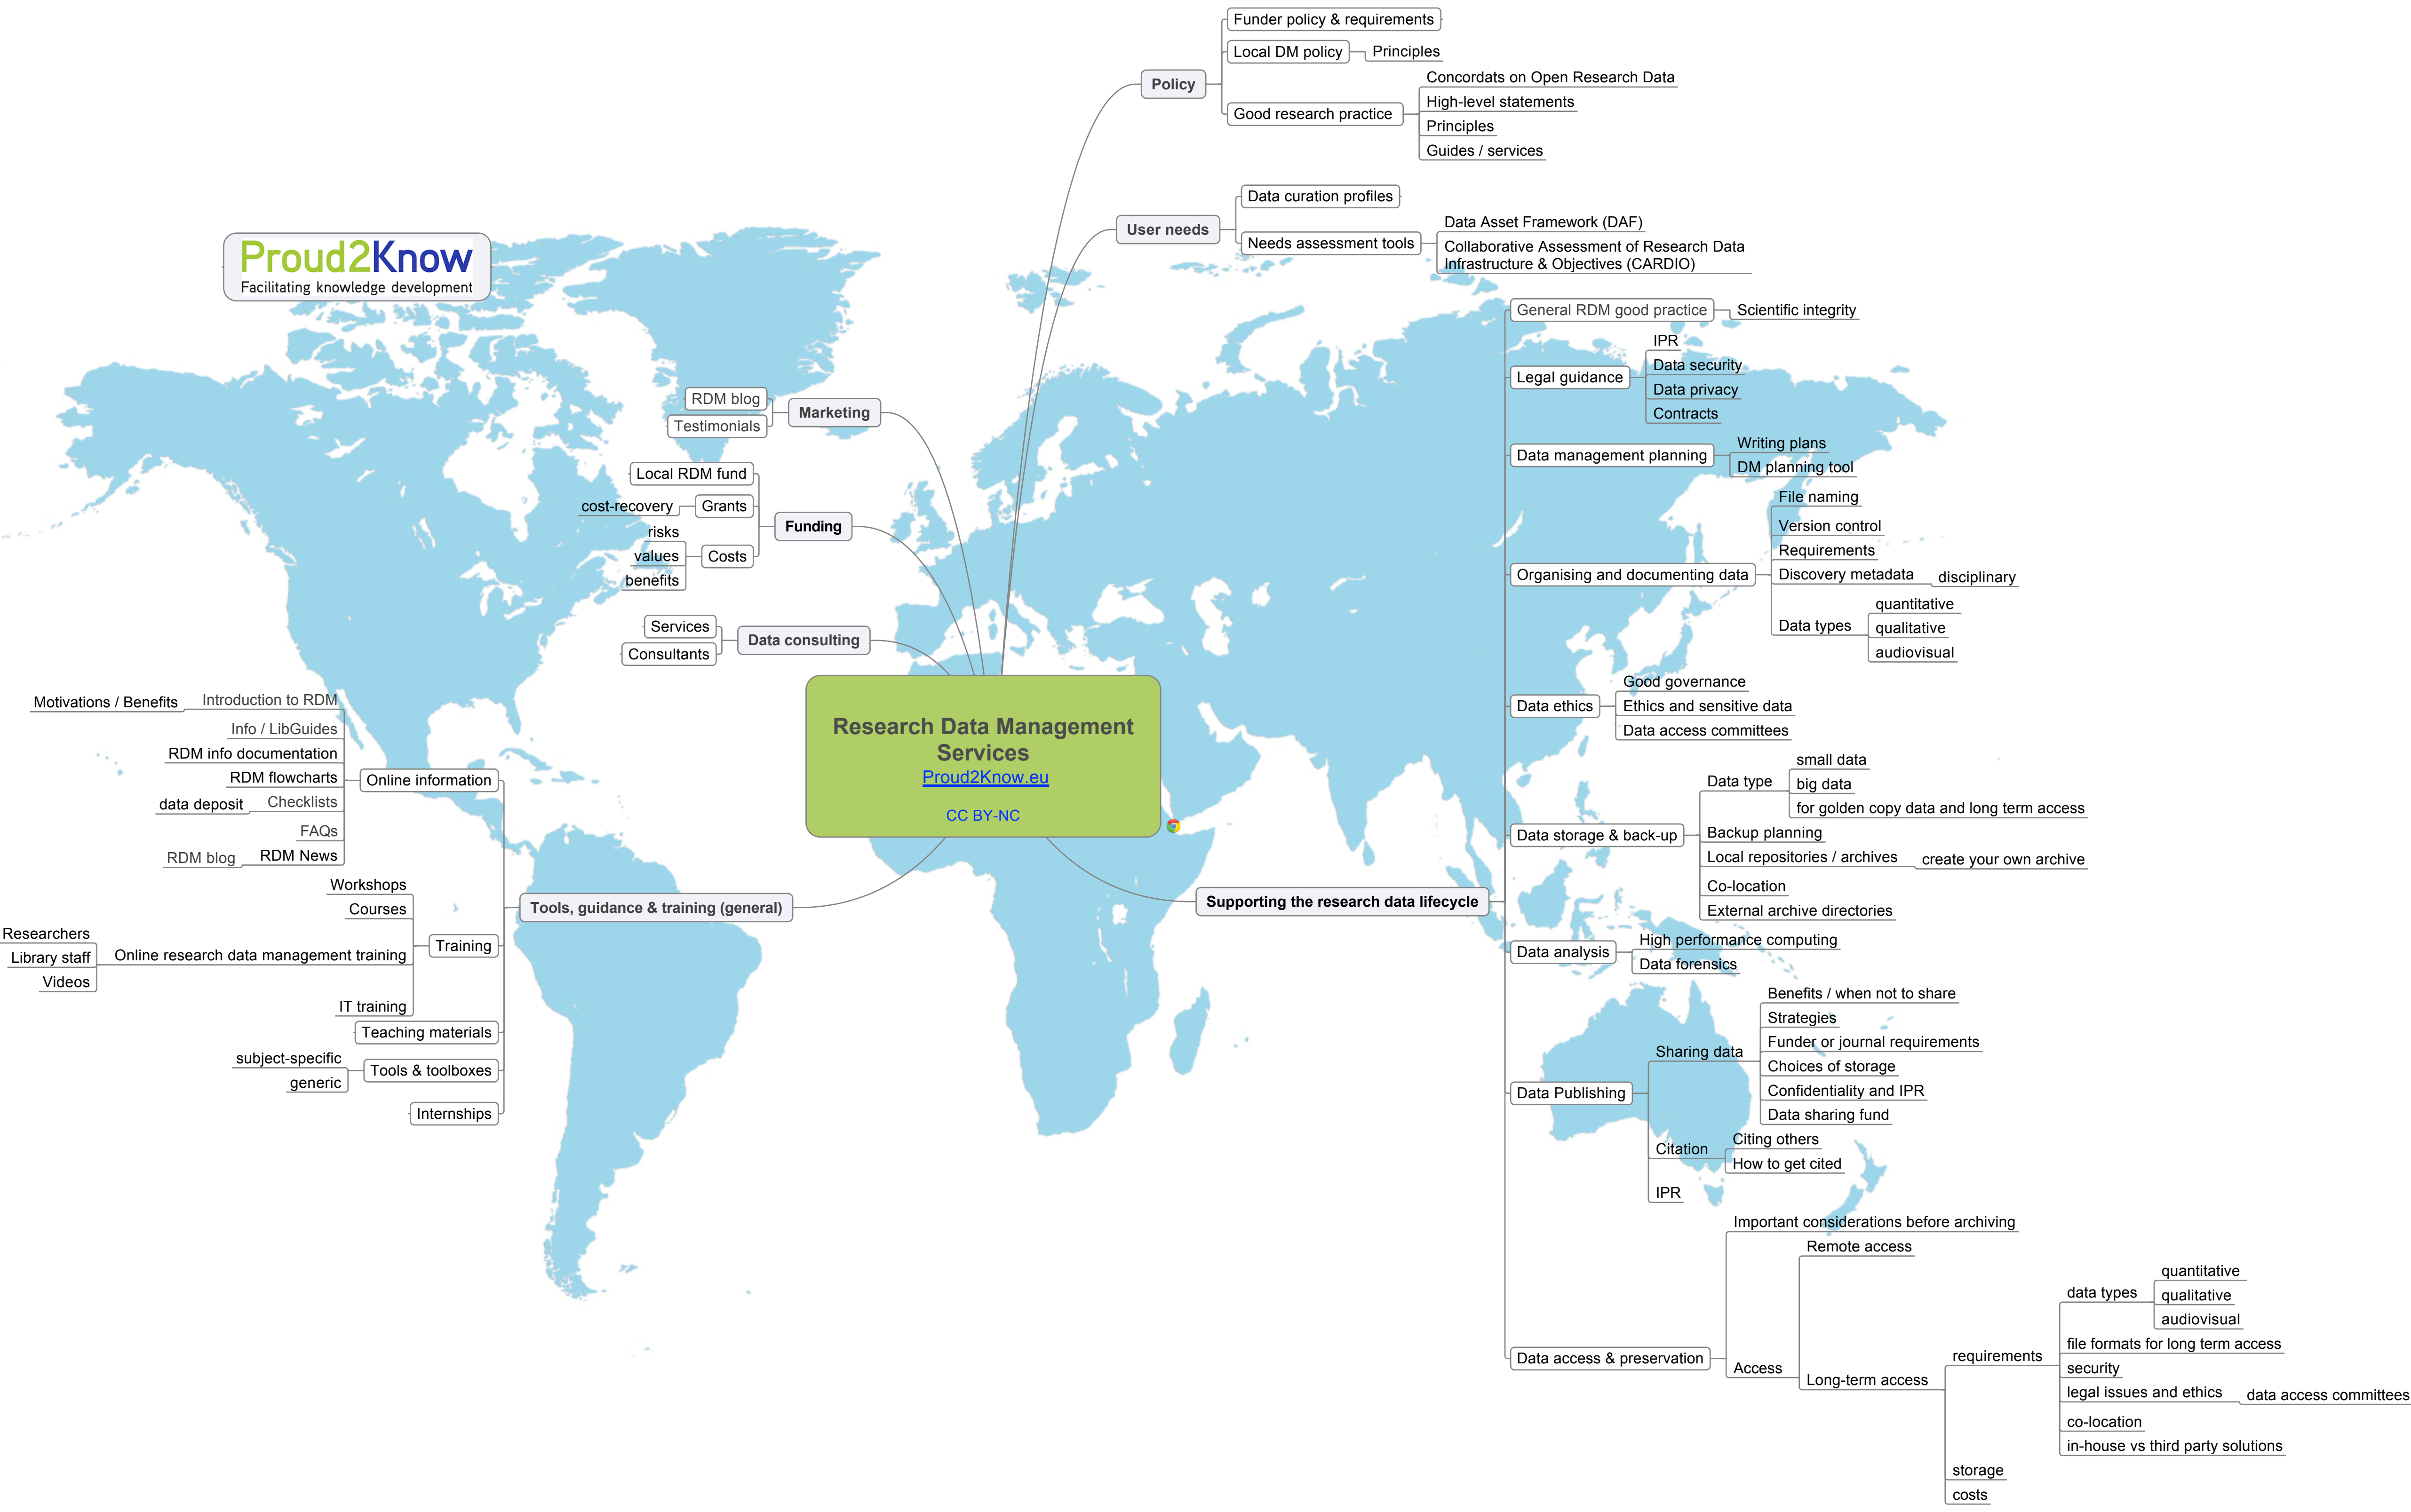 Funder policy & requirements
Local DM policy
Principles
Policy
Concordats on Open Research Data
High-level statements
Good research practice
Principles
Guides / services
Data curation profiles
User needs
Needs assessment tools
Data Asset Framework (DAF)
Collaborative Assessment of Research Data
Infrastructure & Objectives (CARDIO)
Proud2Know
Facilitating knowledge development
RDM blog
Testimonials
Marketing
Local RDM fund
cost-recovery
Grants
Funding
risks
values
benefits
Costs
Services
Consultants
Data consulting
Research Data Management
Services
Proud2Know.eu
CC BY-NC
Motivations / Benefits
Introduction to RDM
Info / LibGuides
RDM info documentation
RDM flowcharts
Online information
data deposit
Checklists
FAQs
RDM blog
RDM News
Tools, guidance & training (general)
Workshops
Courses
Training
Researchers
Library staff
Videos
Online research data management training
IT training
Teaching materials
subject-specific
generic
Tools & toolboxes
Internships
Supporting the research data lifecycle
General RDM good practice
Scientific integrity
Legal guidance
IPR
Data security
Data privacy
Contracts
Data management planning
Writing plans
DM planning tool
Organising and documenting data
File naming
Version control
Requirements
Discovery metadata
disciplinary
Data types
quantitative
qualitative
audiovisual
Data ethics
Good governance
Ethics and sensitive data
Data access committees
Data storage & back-up
Data type
small data
big data
for golden copy data and long term access
Backup planning
Local repositories / archives
create your own archive
Co-location
External archive directories
Data analysis
High performance computing
Data forensics
Data Publishing
Sharing data
Benefits / when not to share
Strategies
Funder or journal requirements
Choices of storage
Confidentiality and IPR
Data sharing fund
Citation
Citing others
How to get cited
IPR
Data access & preservation
Important considerations before archiving
Access
Remote access
Long-term access
requirements
data types
quantitative
qualitative
audiovisual
file formats for long term access
security
legal issues and ethics
data access committees
co-location
in-house vs third party solutions
storage
costs